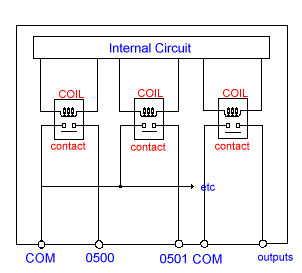 Internal Circuit
COIL COIL COIL
contact contact contact
etc
COM 0500 0501 COM outputs